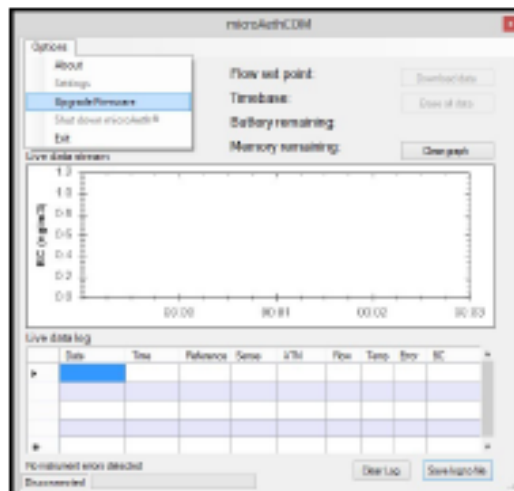 microAethCOM
Options
About
Settings
Upgrade Firmware
Shut down microAeth®
Exit
Flow set point:
Timebase:
Battery remaining:
Memory remaining:
Download data
Erase all data
Clear graph
Live data stream
1.2
1.0
0.8
0.6
0.4
0.2
0.0
00:00 00:01 00:02 00:03
Live data log
Date Time Reference Sense ATN Flow Temp Error BC
No instrument errors detected
Clear Log Save log to file
Disconnected